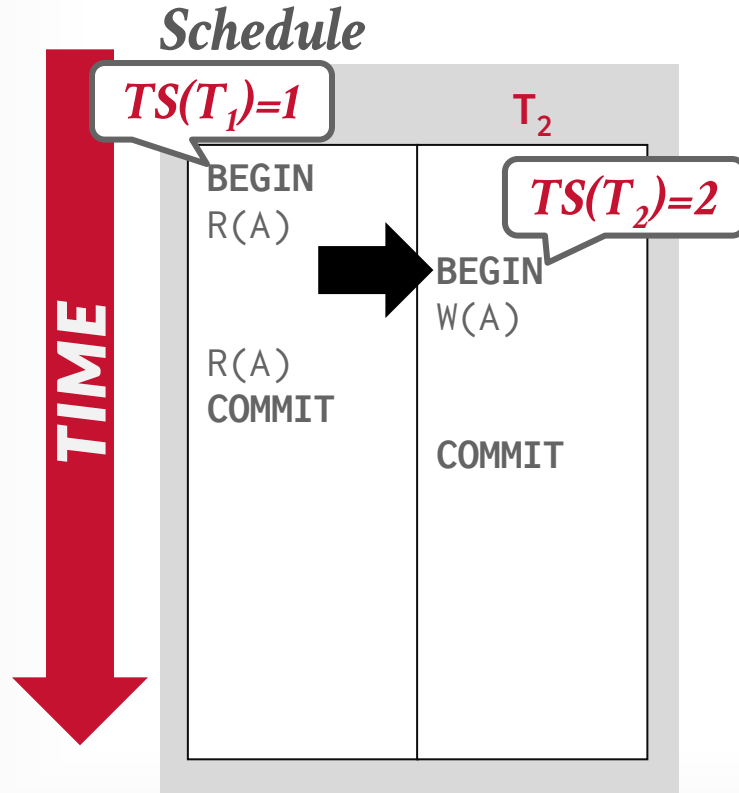 Schedule
TS(T1)=1
T2
BEGIN
TS(T2)=2
R(A)
BEGIN
W(A)
R(A)
COMMIT
COMMIT
TIME